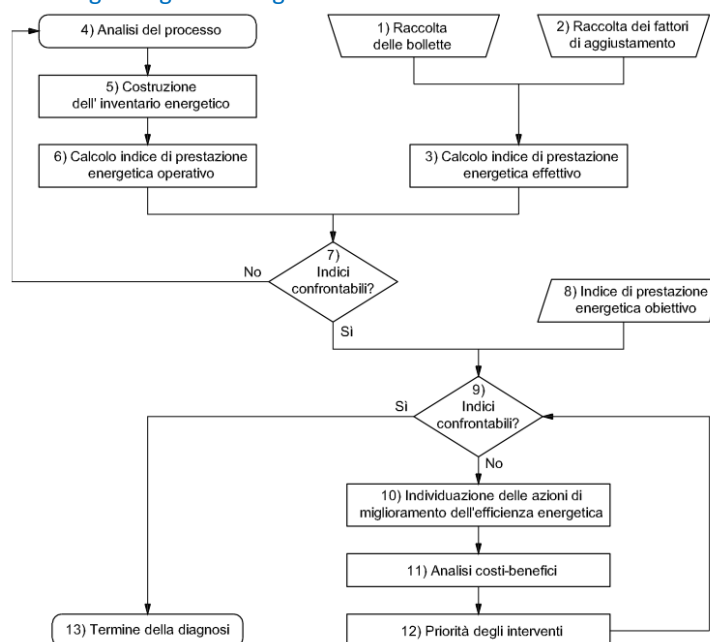 4) Analisi del processo
1) Raccolta
delle bollette
2) Raccolta dei fattori
di aggiustamento
5) Costruzione
dell' inventario energetico
6) Calcolo indice di prestazione
energetica operativo
3) Calcolo indice di prestazione
energetica effettivo
7)
Indici
confrontabili?
No
Sì
8) Indice di prestazione
energetica obiettivo
9)
Indici
confrontabili?
Sì
No
10) Individuazione delle azioni di
miglioramento dell'efficienza energetica
11) Analisi costi-benefici
12) Priorità degli interventi
13) Termine della diagnosi